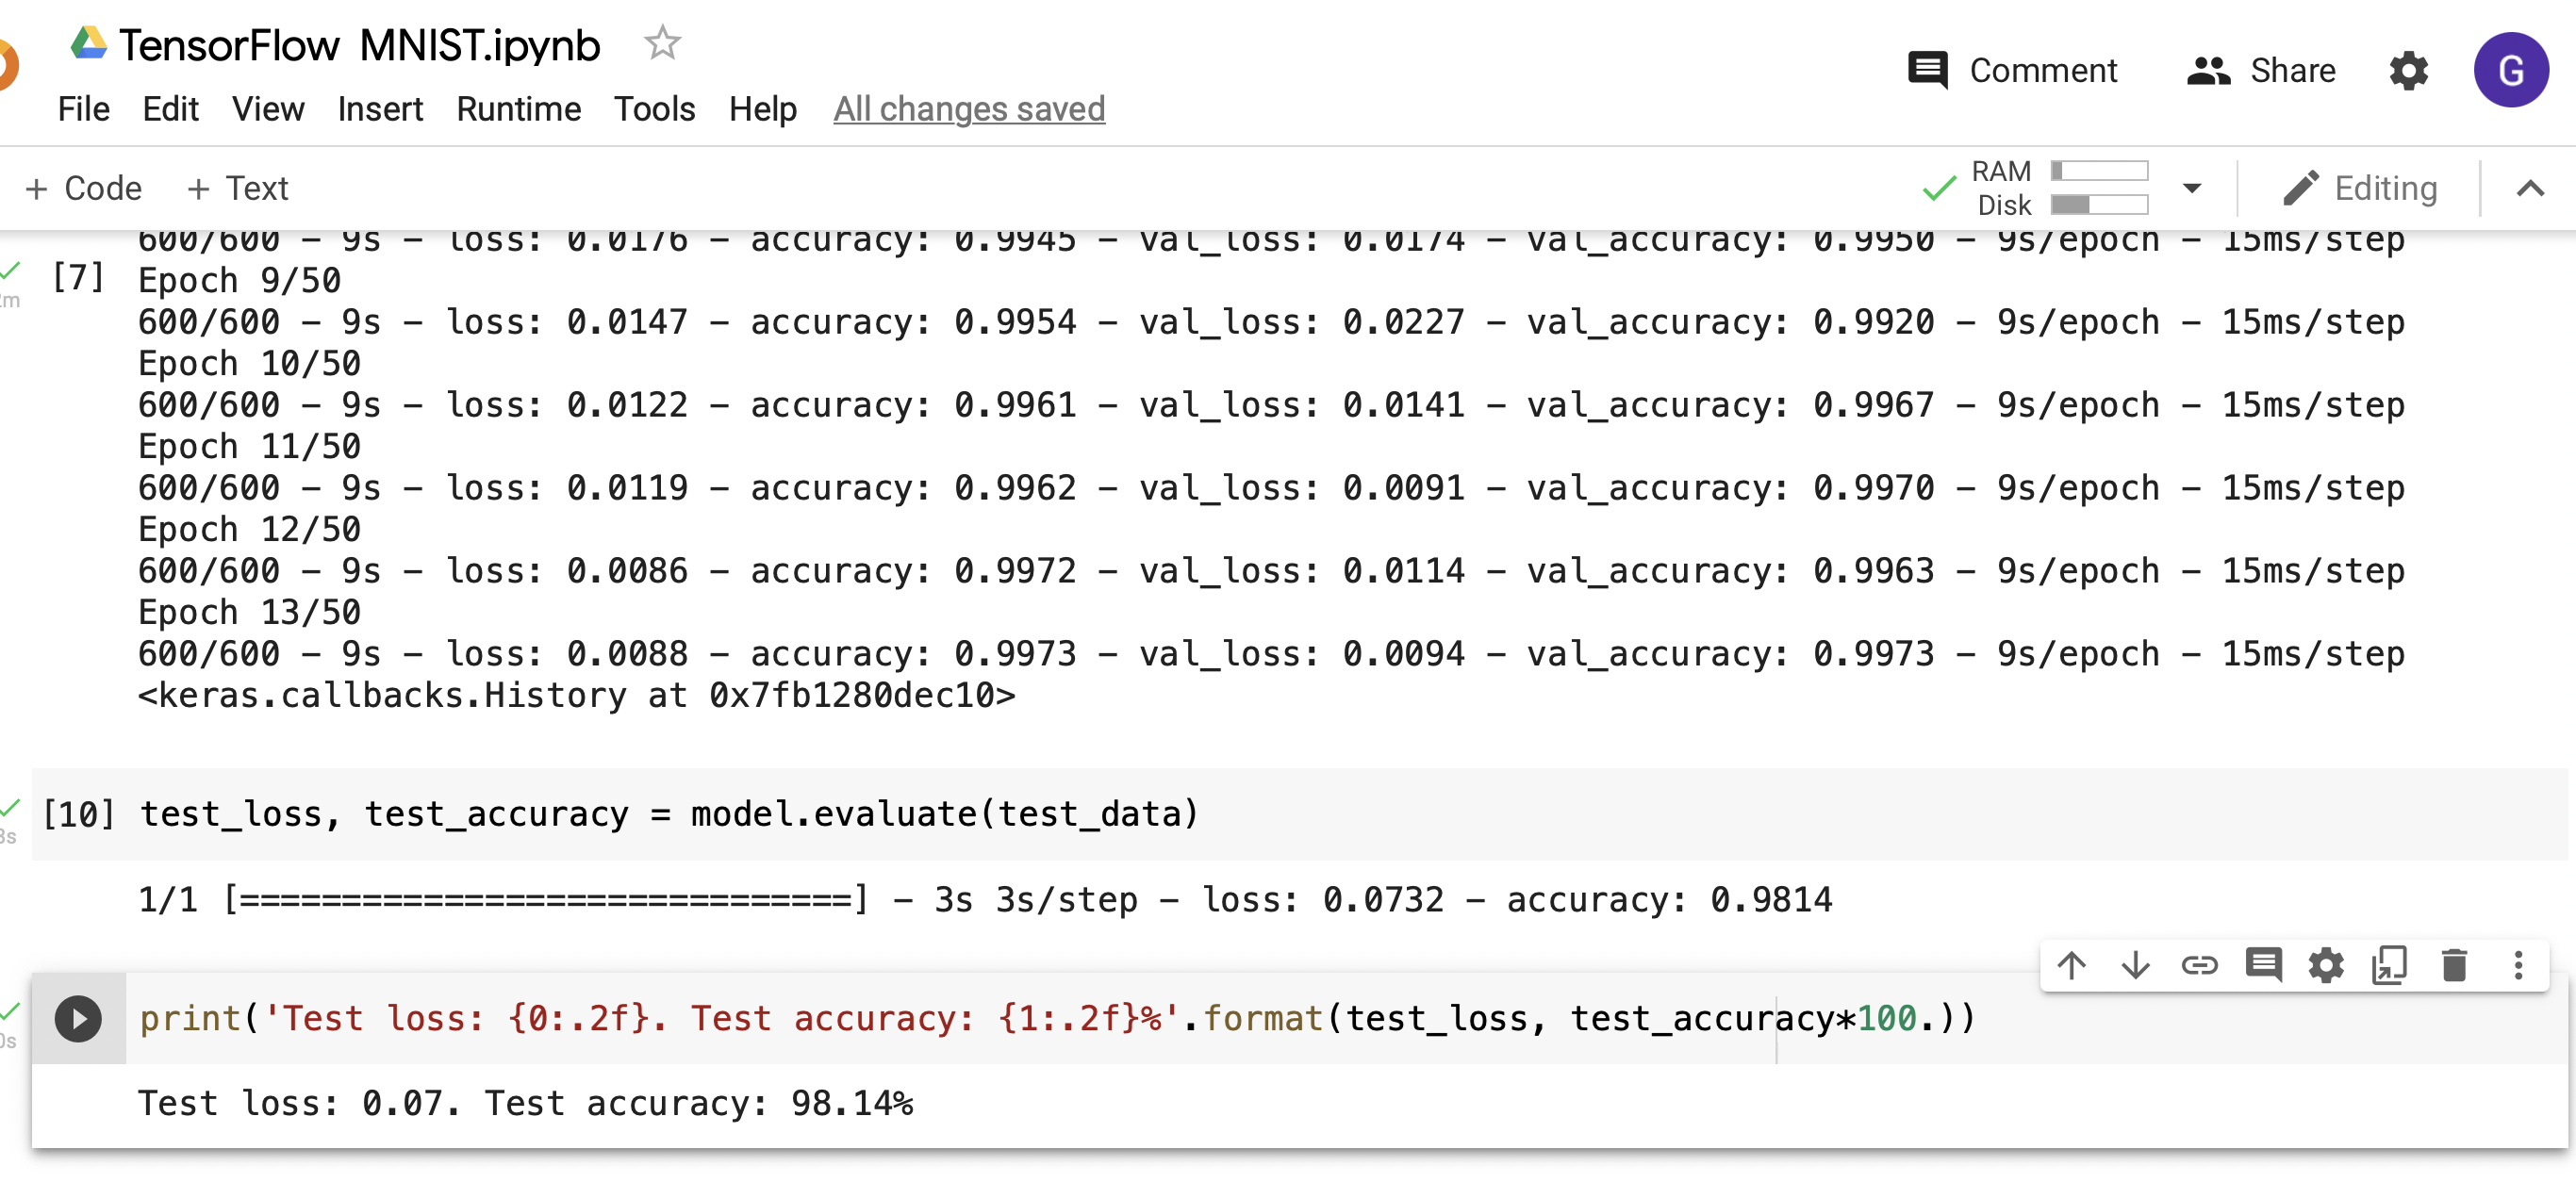 TensorFlow MNIST.ipynb
Comment
Share
G
File Edit View Insert Runtime Tools Help All changes saved
+ Code + Text
RAM
Disk
Editing
600/600 - 9s - loss: 0.0176 - accuracy: 0.9945 - val_loss: 0.0174 - val_accuracy: 0.9950 - 9s/epoch - 15ms/step
[7] Epoch 9/50
600/600 - 9s - loss: 0.0147 - accuracy: 0.9954 - val_loss: 0.0227 - val_accuracy: 0.9920 - 9s/epoch - 15ms/step
Epoch 10/50
600/600 - 9s - loss: 0.0122 - accuracy: 0.9961 - val_loss: 0.0141 - val_accuracy: 0.9967 - 9s/epoch - 15ms/step
Epoch 11/50
600/600 - 9s - loss: 0.0119 - accuracy: 0.9962 - val_loss: 0.0091 - val_accuracy: 0.9970 - 9s/epoch - 15ms/step
Epoch 12/50
600/600 - 9s - loss: 0.0086 - accuracy: 0.9972 - val_loss: 0.0114 - val_accuracy: 0.9963 - 9s/epoch - 15ms/step
Epoch 13/50
600/600 - 9s - loss: 0.0088 - accuracy: 0.9973 - val_loss: 0.0094 - val_accuracy: 0.9973 - 9s/epoch - 15ms/step
<keras.callbacks.History at 0x7fb1280dec10>
[10] test_loss, test_accuracy = model.evaluate(test_data)
1/1 [==============================] - 3s 3s/step - loss: 0.0732 - accuracy: 0.9814
print('Test loss: {0:.2f}. Test accuracy: {1:.2f}%'.format(test_loss, test_accuracy*100.))
Test loss: 0.07. Test accuracy: 98.14%